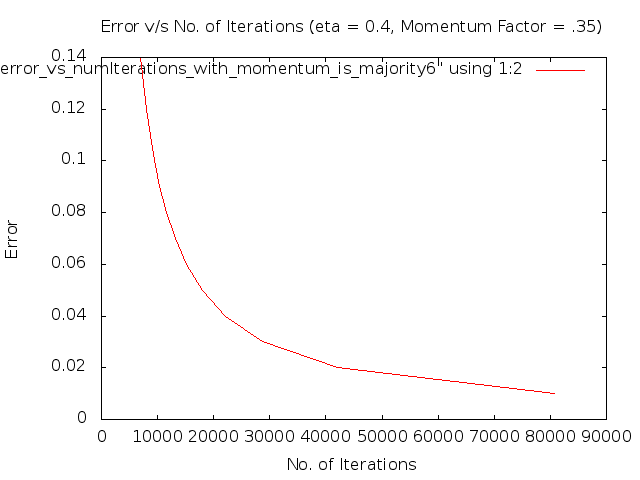 Error v/s No. of Iterations (eta = 0.4, Momentum Factor = .35)
error_vs_numIterations_with_momentum_is_majority6" using 1:2
0.14
0.12
0.1
0.08
0.06
0.04
0.02
0
Error
0 10000 20000 30000 40000 50000 60000 70000 80000 90000
No. of Iterations